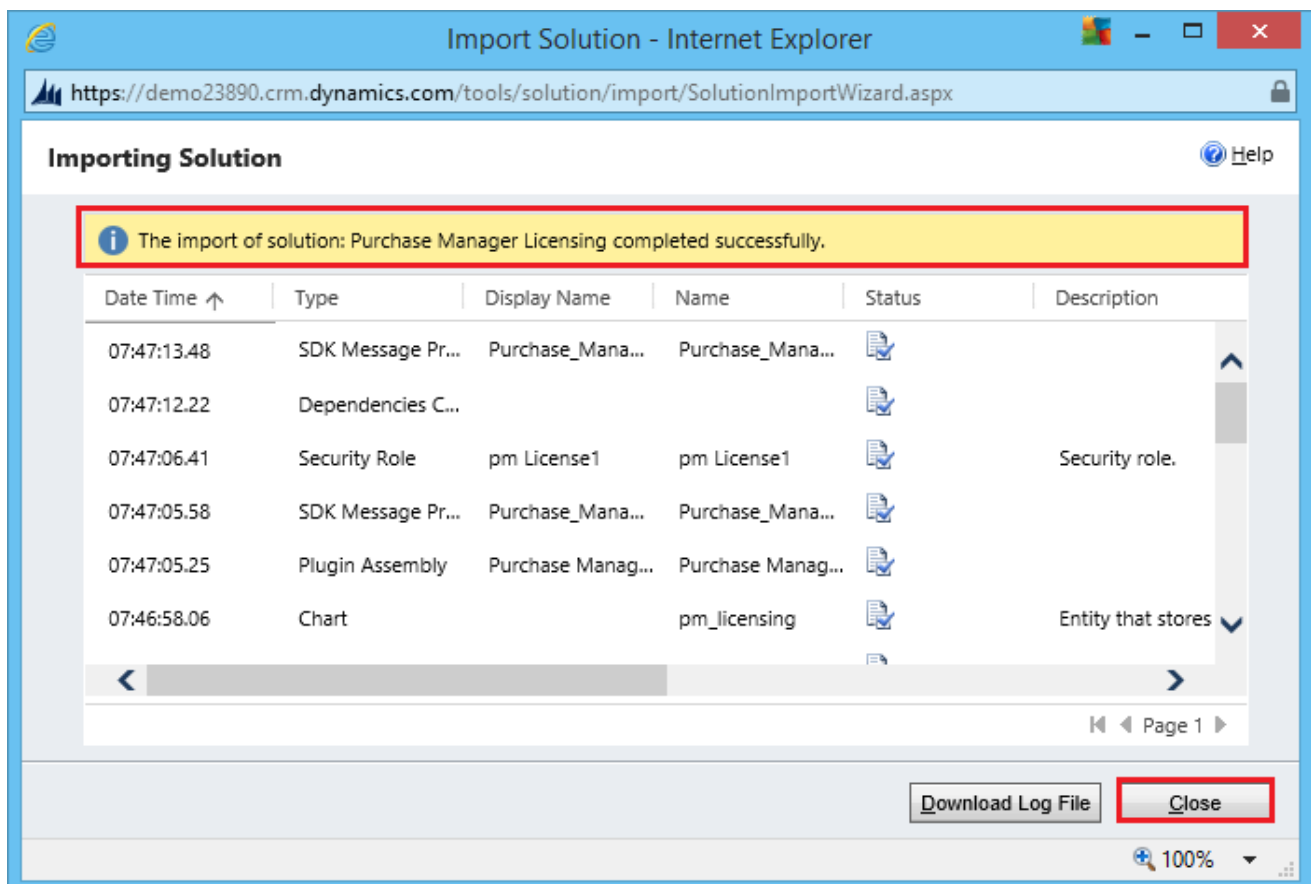 Import Solution - Internet Explorer
https://demo23890.crm.dynamics.com/tools/solution/import/SolutionImportWizard.aspx
Importing Solution Help
The import of solution: Purchase Manager Licensing completed successfully.
Date Time Type Display Name Name Status Description
07:47:13.48 SDK Message Pr... Purchase_Mana... Purchase_Mana...
07:47:12.22 Dependencies C...
07:47:06.41 Security Role pm License1 pm License1 Security role.
07:47:05.58 SDK Message Pr... Purchase_Mana... Purchase_Mana...
07:47:05.25 Plugin Assembly Purchase Manag... Purchase Manag...
07:46:58.06 Chart pm_licensing Entity that stores
Page 1
Download Log File Close
100%